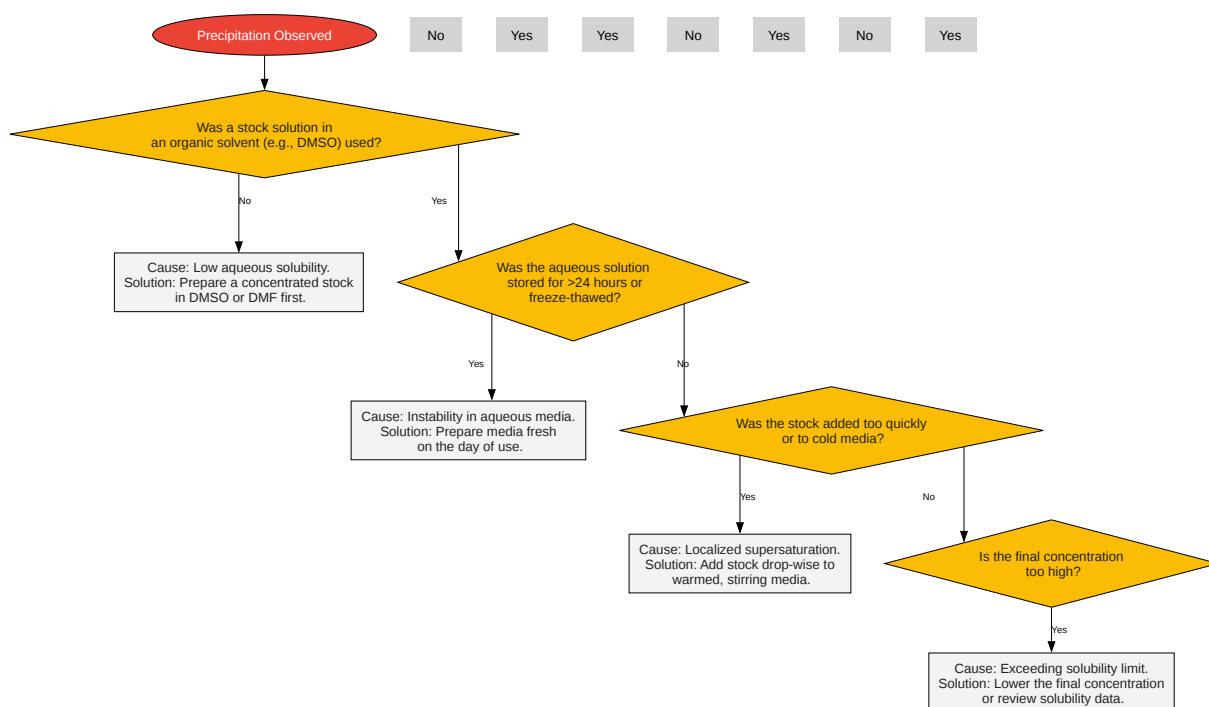 Precipitation Observed
No
Yes
Yes
No
Yes
No
Yes
Was a stock solution in
an organic solvent (e.g., DMSO) used?
No
Yes
Cause: Low aqueous solubility.
Solution: Prepare a concentrated stock
in DMSO or DMF first.
Was the aqueous solution
stored for >24 hours or
freeze-thawed?
Yes
No
Cause: Instability in aqueous media.
Solution: Prepare media fresh
on the day of use.
Was the stock added too quickly
or to cold media?
Yes
No
Cause: Localized supersaturation.
Solution: Add stock drop-wise to
warmed, stirring media.
Is the final concentration
too high?
Yes
Cause: Exceeding solubility limit.
Solution: Lower the final concentration
or review solubility data.